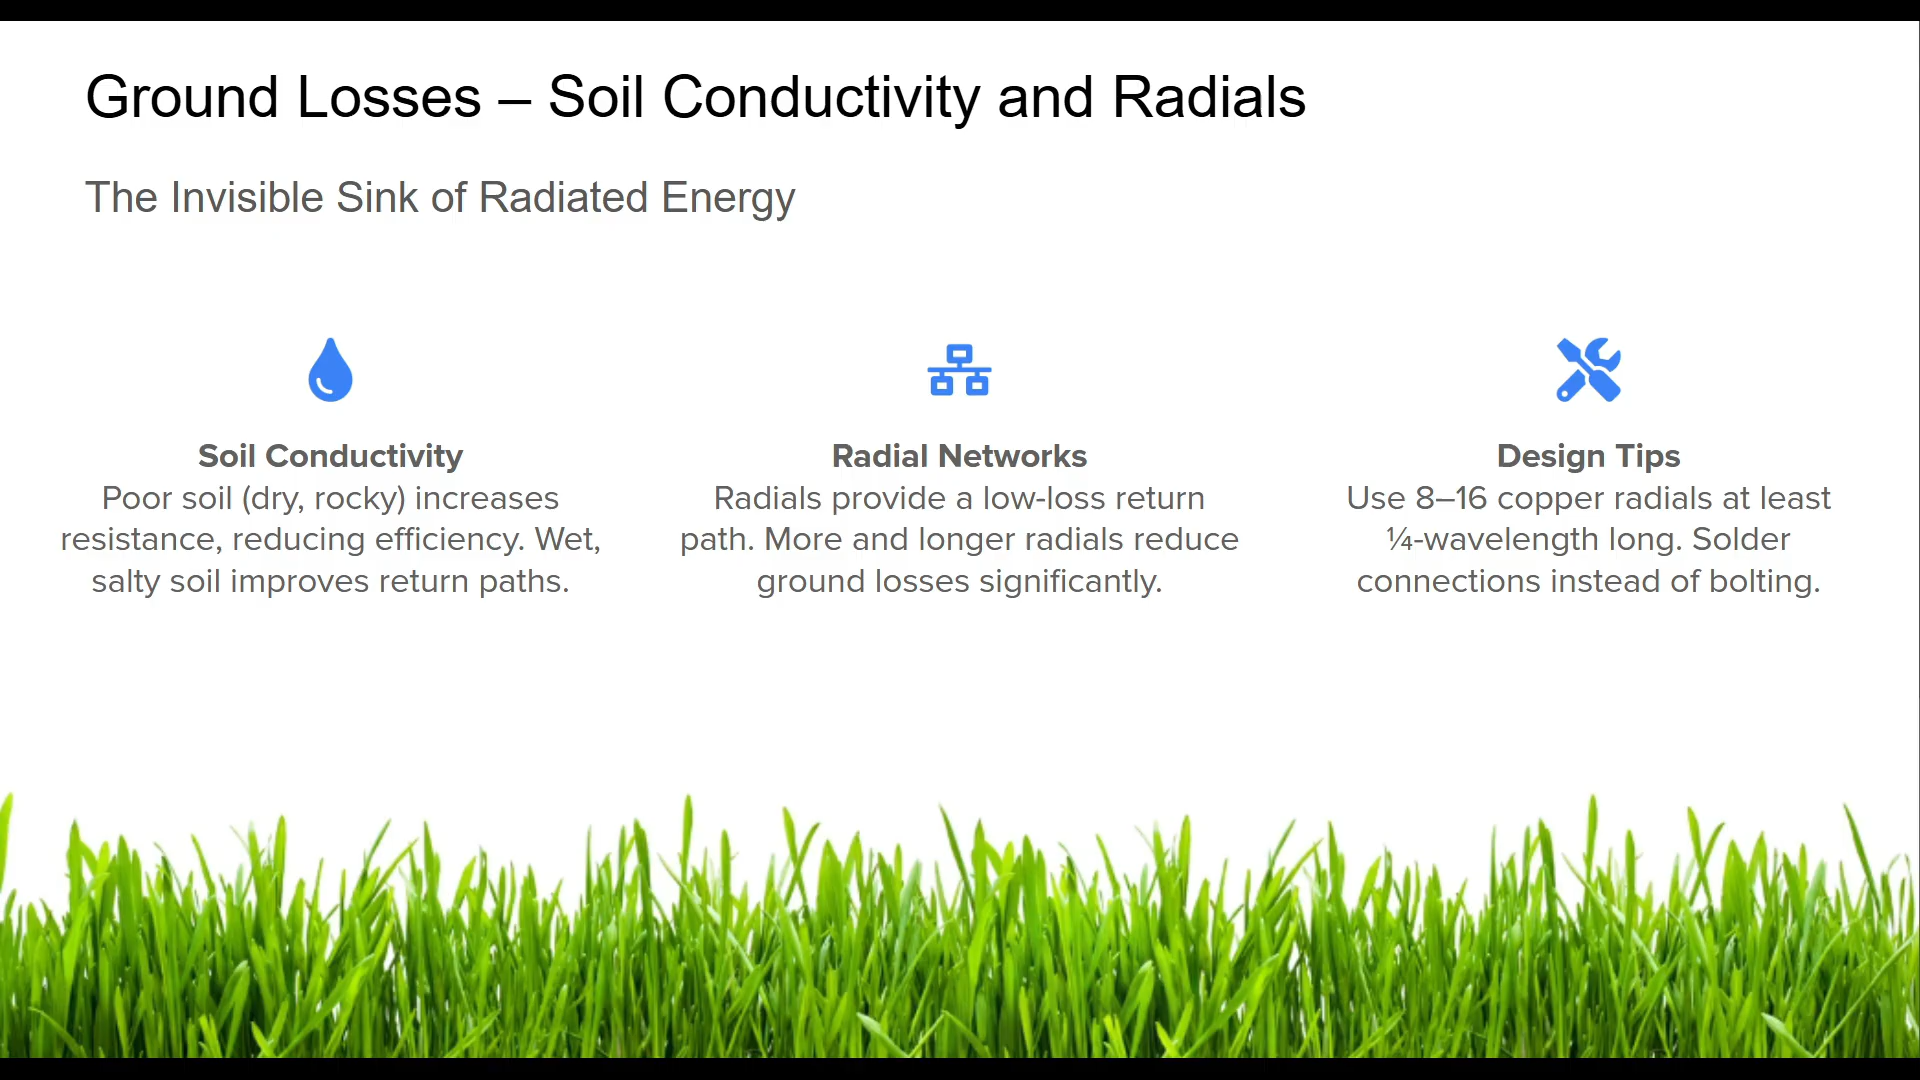 Ground Losses – Soil Conductivity and Radials
The Invisible Sink of Radiated Energy
Soil Conductivity
Poor soil (dry, rocky) increases
resistance, reducing efficiency. Wet,
salty soil improves return paths.
Radial Networks
Radials provide a low-loss return
path. More and longer radials reduce
ground losses significantly.
Design Tips
Use 8–16 copper radials at least
¼-wavelength long. Solder
connections instead of bolting.